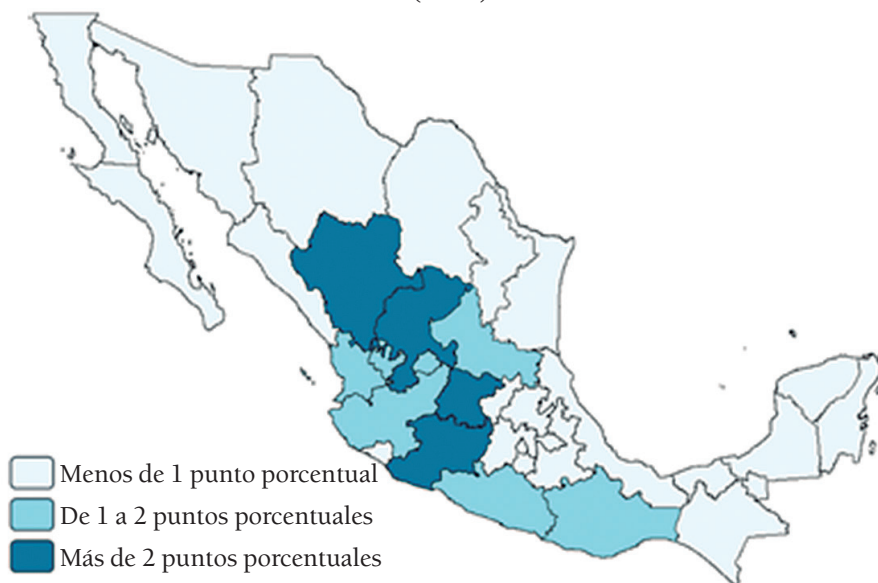 Menos de 1 punto porcentual
De 1 a 2 puntos porcentuales
Más de 2 puntos porcentuales